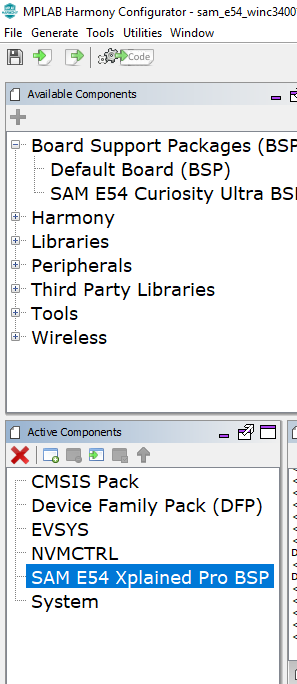 MPLAB Harmony Configurator - sam_e54_winc3400
File Generate Tools Utilities Window
Code
Available Components
Board Support Packages (BSP
Default Board (BSP)
SAM E54 Curiosity Ultra BSI
Harmony
Libraries
Peripherals
Third Party Libraries
Tools
Wireless
Active Components
CMSIS Pack
Device Family Pack (DFP)
EVSYS
NVMCTRL
SAM E54 Xplained Pro BSP
System